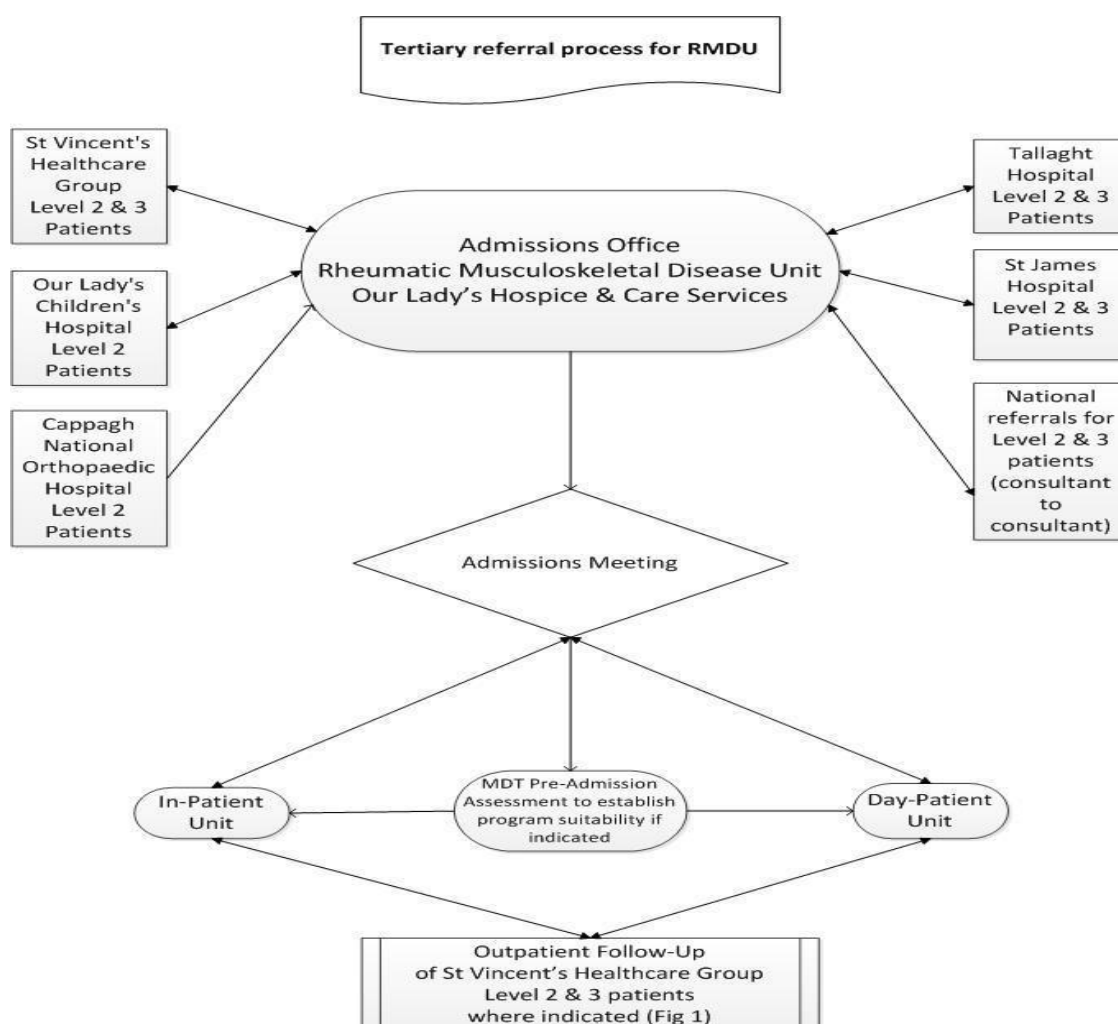 Tertiary referral process for RMDU
St Vincent's
Healthcare
Group
Level 2 & 3
Patients
Our Lady's
Children's
Hospital
Level 2
Patients
Cappagh
National
Orthopaedic
Hospital
Level 2
Patients
Admissions Office
Rheumatic Musculoskeletal Disease Unit
Our Lady’s Hospice & Care Services
Tallaght
Hospital
Level 2 & 3
Patients
St James
Hospital
Level 2 & 3
Patients
National
referrals for
Level 2 & 3
patients
(consultant
to
consultant)
Admissions Meeting
In-Patient
Unit
MDT Pre-Admission
Assessment to establish
program suitability if
indicated
Day-Patient
Unit
Outpatient Follow-Up
of St Vincent’s Healthcare Group
Level 2 & 3 patients
where indicated (Fig 1)